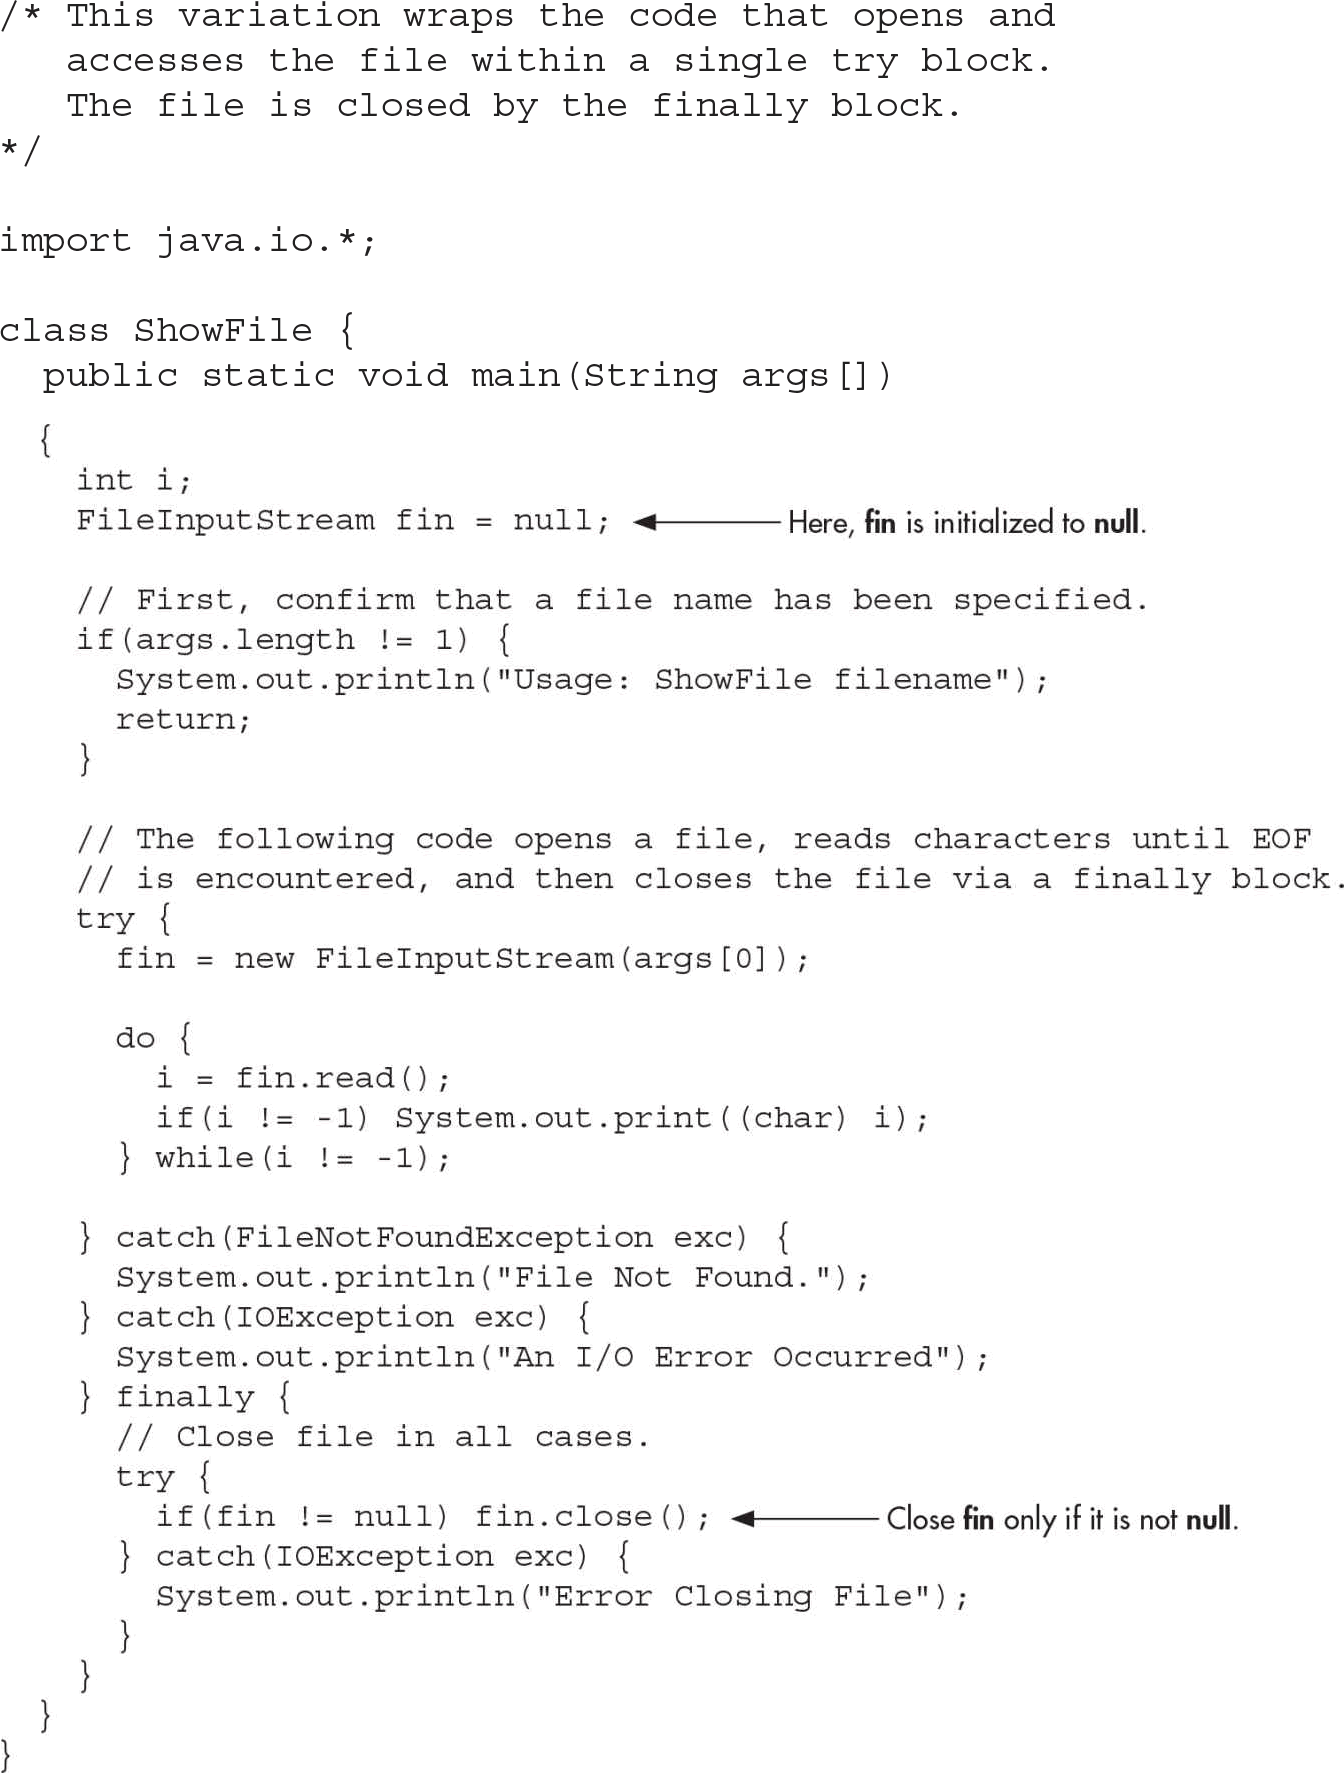 /* This variation wraps the code that opens and
   accesses the file within a single try block.
   The file is closed by the finally block.
*/

import java.io.*;

class ShowFile {
  public static void main(String args[])
  {
    int i;
    FileInputStream fin = null; Here, fin is initialized to null.

    // First, confirm that a file name has been specified.
    if(args.length != 1) {
      System.out.println("Usage: ShowFile filename");
      return;
    }

    // The following code opens a file, reads characters until EOF
    // is encountered, and then closes the file via a finally block.
    try {
      fin = new FileInputStream(args[0]);

      do {
        i = fin.read();
        if(i != -1) System.out.print((char) i);
      } while(i != -1);

    } catch(FileNotFoundException exc) {
      System.out.println("File Not Found.");
    } catch(IOException exc) {
      System.out.println("An I/O Error Occurred");
    } finally {
      // Close file in all cases.
      try {
        if(fin != null) fin.close(); Close fin only if it is not null.
      } catch(IOException exc) {
        System.out.println("Error Closing File");
      }
    }
  }
}